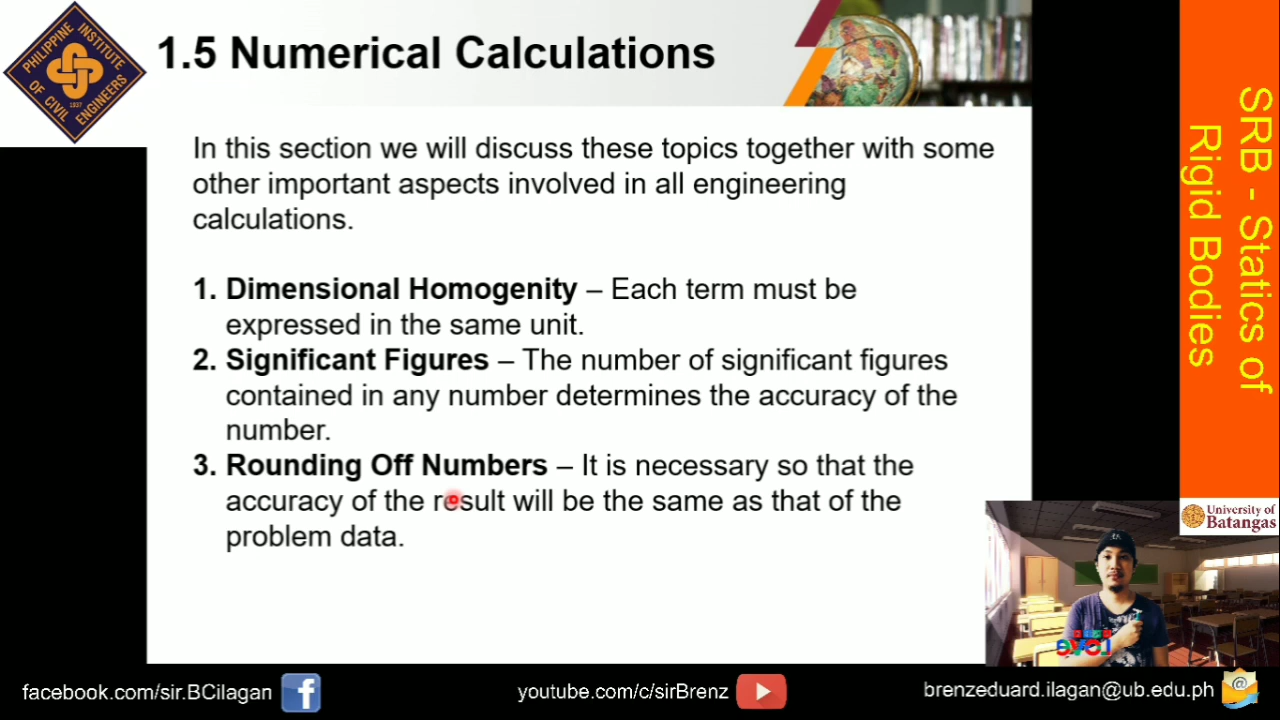 PHILIPPINE INSTITUTE
OF CIVIL ENGINEERS
1937
1.5 Numerical Calculations
In this section we will discuss these topics together with some
other important aspects involved in all engineering
calculations.
1. Dimensional Homogenity – Each term must be
expressed in the same unit.
2. Significant Figures – The number of significant figures
contained in any number determines the accuracy of the
number.
3. Rounding Off Numbers – It is necessary so that the
accuracy of the result will be the same as that of the
problem data.
SRB - Statics of
Rigid Bodies
University of
Batangas
facebook.com/sir.BCilagan
youtube.com/c/sirBrenz
brenzeduard.ilagan@ub.edu.ph